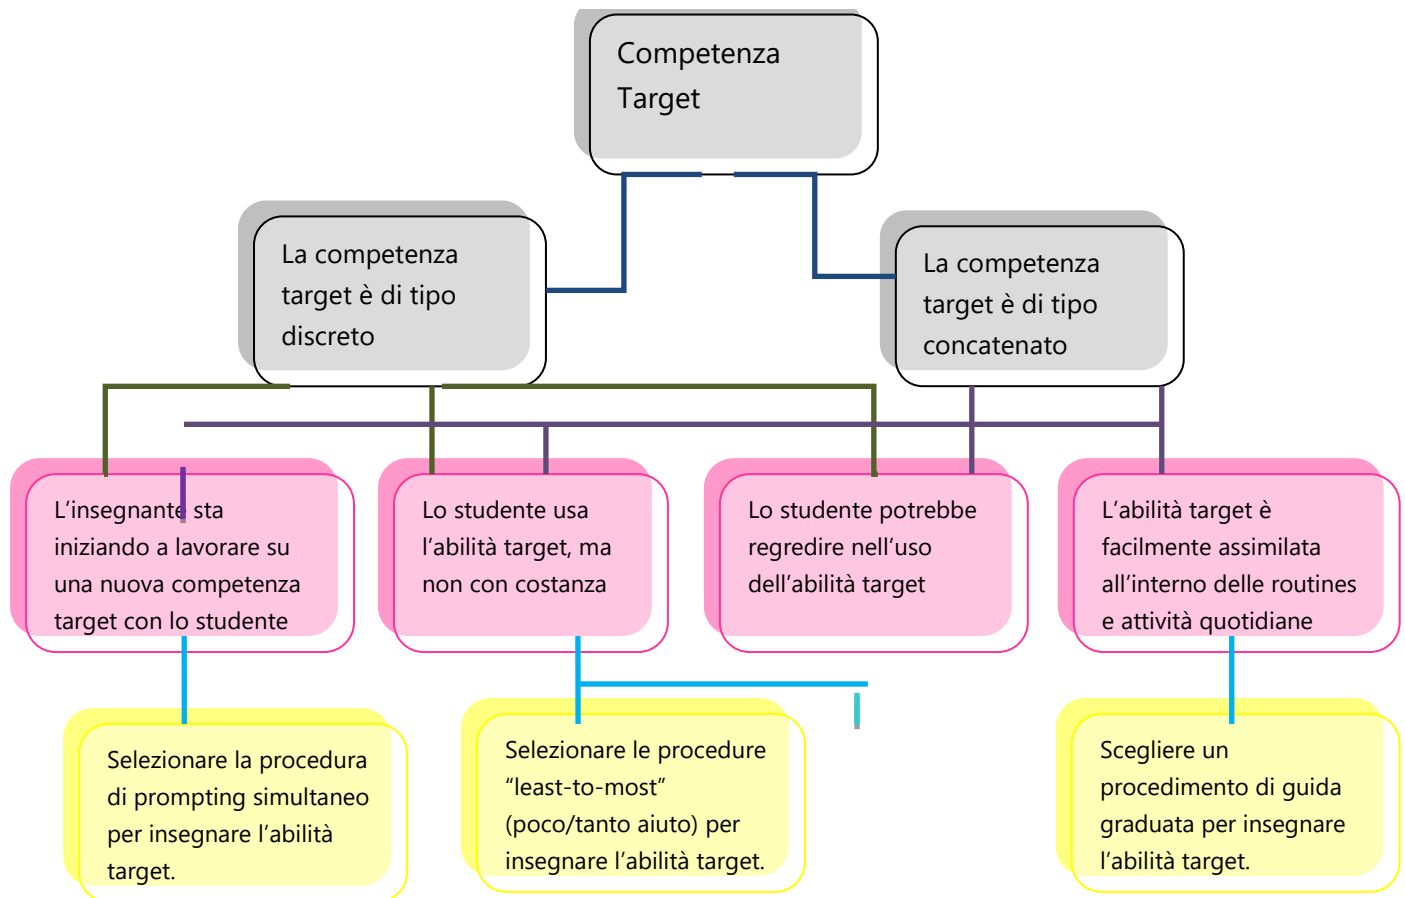 Competenza
Target
La competenza
target è di tipo
discreto
La competenza
target è di tipo
concatenato
L'insegnante sta
iniziando a lavorare su
una nuova competenza
target con lo studente
Lo studente usa
l'abilità target, ma
non con costanza
Lo studente potrebbe
regredire nell'uso
dell'abilità target
L'abilità target è
facilmente assimilata
all'interno delle routines
e attività quotidiane
Selezionare la procedura
di prompting simultaneo
per insegnare l'abilità
target.
Selezionare le procedure
“least-to-most”
(poco/tanto aiuto) per
insegnare l'abilità target.
Scegliere un
procedimento di guida
graduata per insegnare
l'abilità target.